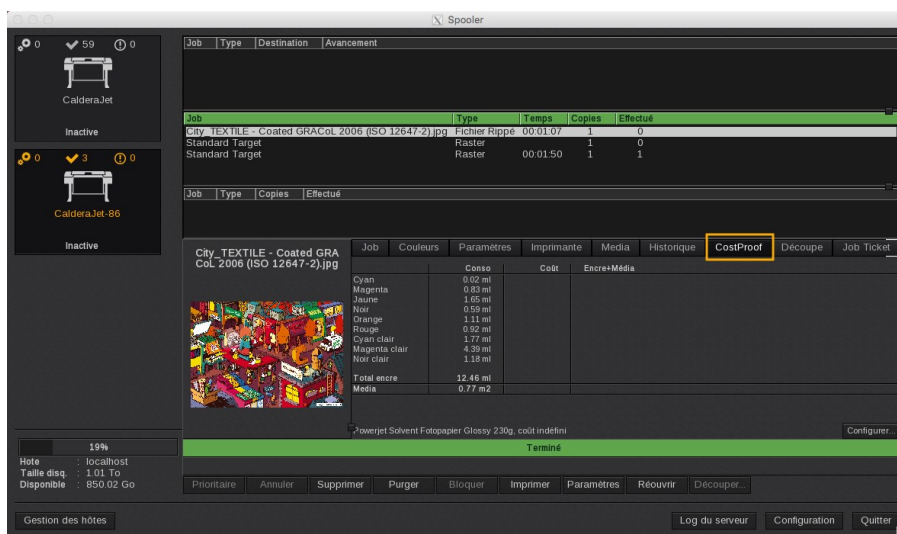 Spooler
0 59 0
CalderaJet
Inactive
0 3 0
CalderaJet-86
Inactive
Job Type Destination Avancement
Job Type Temps Copies Effectué
City_TEXTILE - Coated GRACoL 2006 (ISO 12647-2).jpg Fichier Rippé 00:01:07 1 0
Standard Target Raster 1 0
Standard Target Raster 00:01:50 1 1
Job Type Copies Effectué
City_TEXTILE - Coated GRA
CoL 2006 (ISO 12647-2).jpg
Job Couleurs Paramètres Imprimante Media Historique CostProof Découpe Job Ticket
Conso Coût Encre+Média
Cyan 0.02 ml
Magenta 0.83 ml
Jaune 1.65 ml
Noir 0.59 ml
Orange 1.11 ml
Rouge 0.92 ml
Cyan clair 1.77 ml
Magenta clair 4.39 ml
Noir clair 1.18 ml
Total encre 12.46 ml
Media 0.77 m2
Powerjet Solvent Fotopapier Glossy 230g, coût indéfini
Configurer...
Terminé
19%
Hote : localhost
Taille disq. : 1.01 To
Disponible : 850.02 Go
Prioritaire Annuler Supprimer Purger Bloquer Imprimer Paramètres Réouvrir Découper...
Gestion des hôtes Log du serveur Configuration Quitter